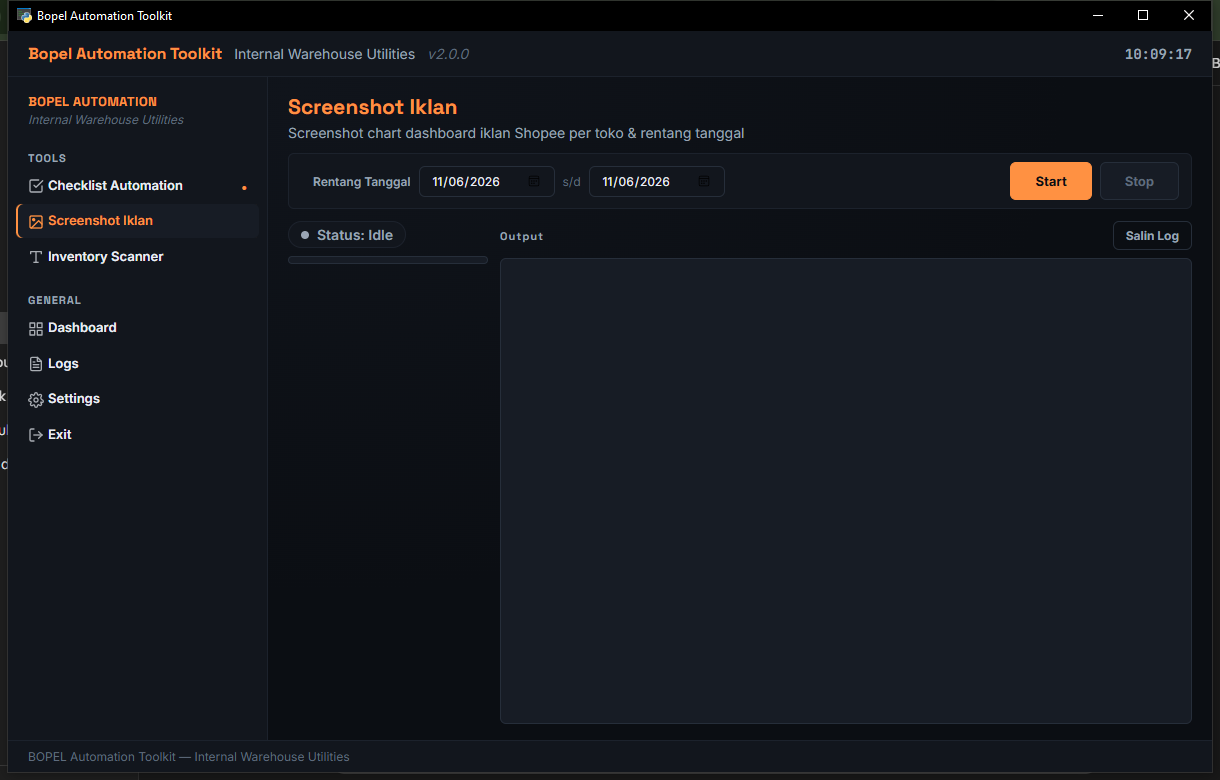 Bopel Automation Toolkit
Bopel Automation Toolkit Internal Warehouse Utilities v2.0.0 10:09:17
BOPEL AUTOMATION
Internal Warehouse Utilities
TOOLS
Checklist Automation
Screenshot Iklan
Inventory Scanner
GENERAL
Dashboard
Logs
Settings
Exit
Screenshot Iklan
Screenshot chart dashboard iklan Shopee per toko & rentang tanggal
Rentang Tanggal 11/06/2026 s/d 11/06/2026 Start Stop
Status: Idle
Output Salin Log
BOPEL Automation Toolkit — Internal Warehouse Utilities